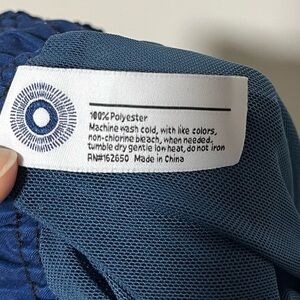 100% Polyester
Machine wash cold, with like colors,
non-chlorine bleach, when needed,
tumble dry gentle low heat, do not iron
RN#162650 Made in China